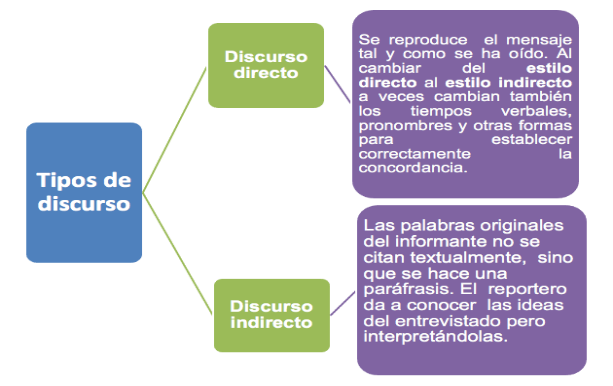 Tipos de
discurso
Discurso
directo
Se reproduce el mensaje
tal y como se ha oído. Al
cambiar del estilo
directo al estilo indirecto
a veces cambian también
los tiempos verbales,
pronombres y otras formas
para establecer
correctamente la
concordancia.
Discurso
indirecto
Las palabras originales
del informante no se
citan textualmente, sino
que se hace una
paráfrasis. El reportero
da a conocer las ideas
del entrevistado pero
interpretándolas.